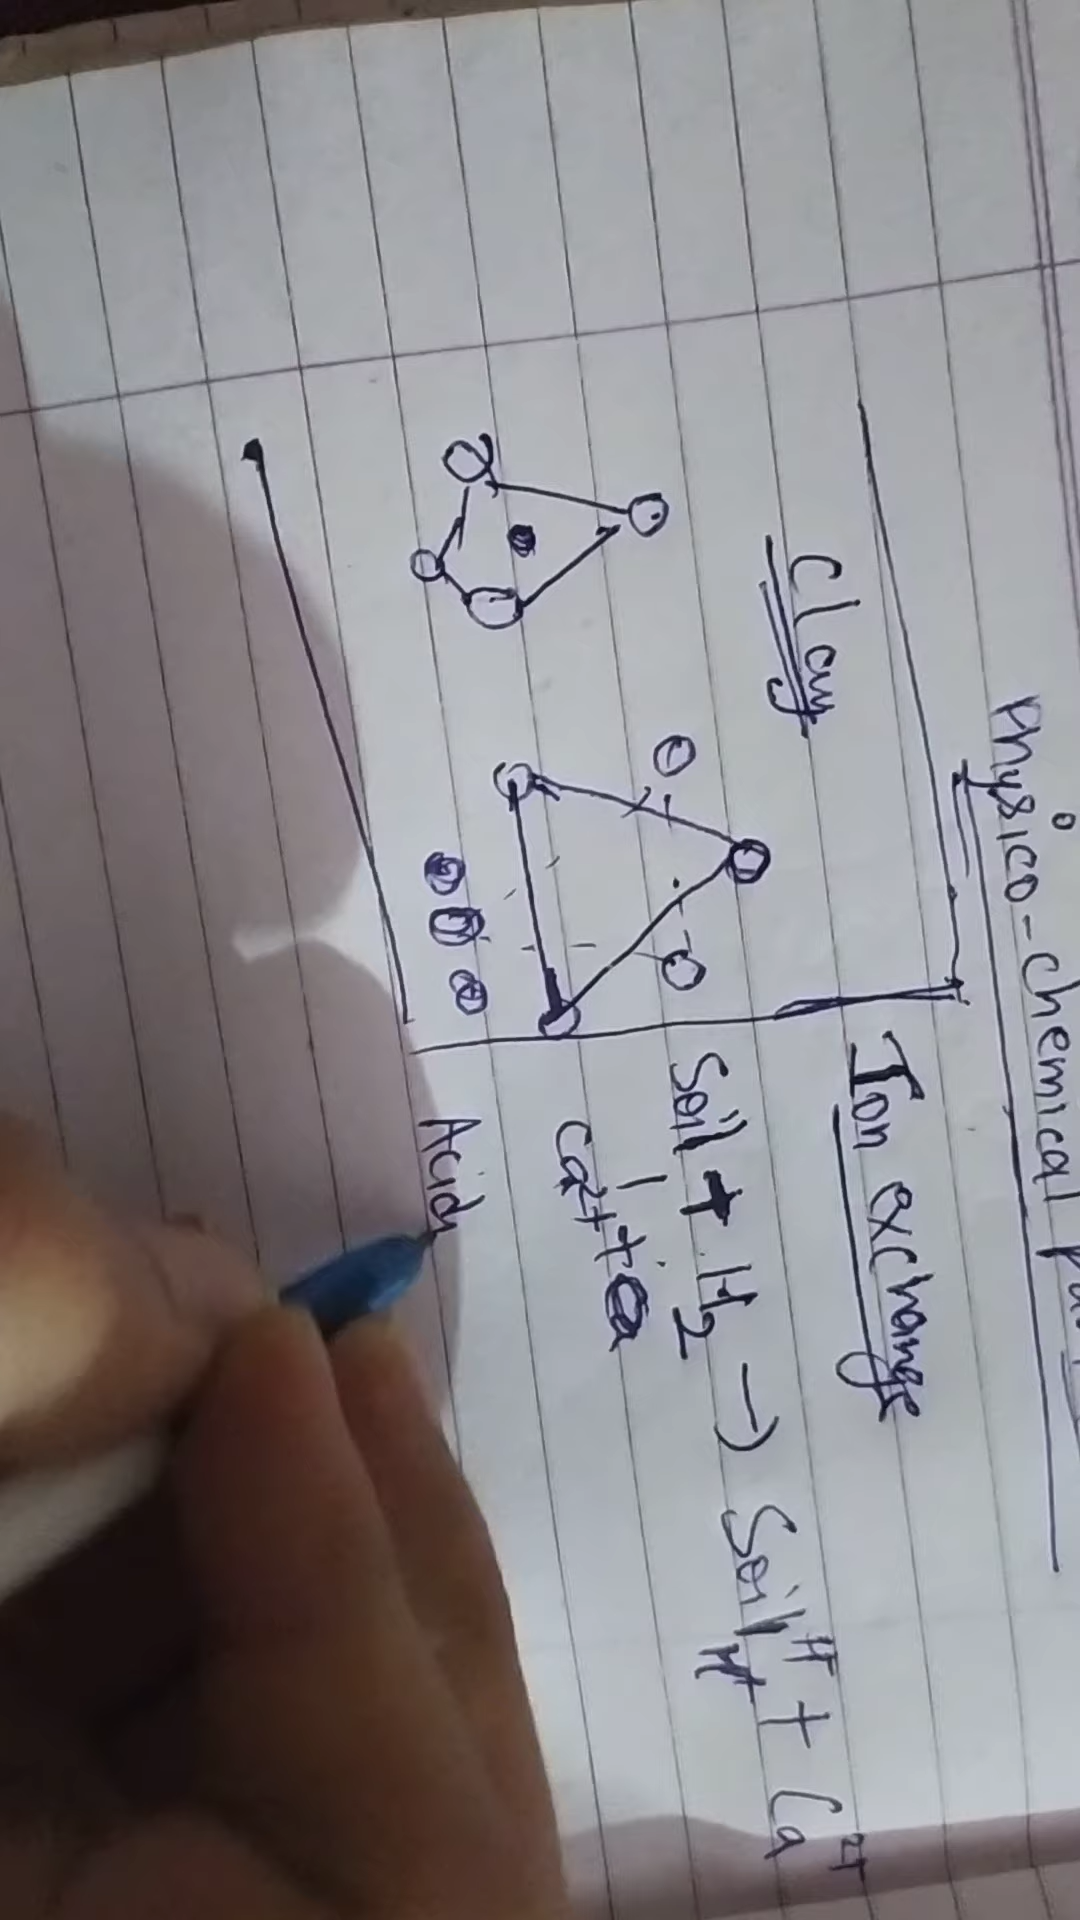 Physico-chemical
Clay
Ion exchange
Soil + H2 → Soil H+ + Ca2+
H+
Ca2+ +
Acid